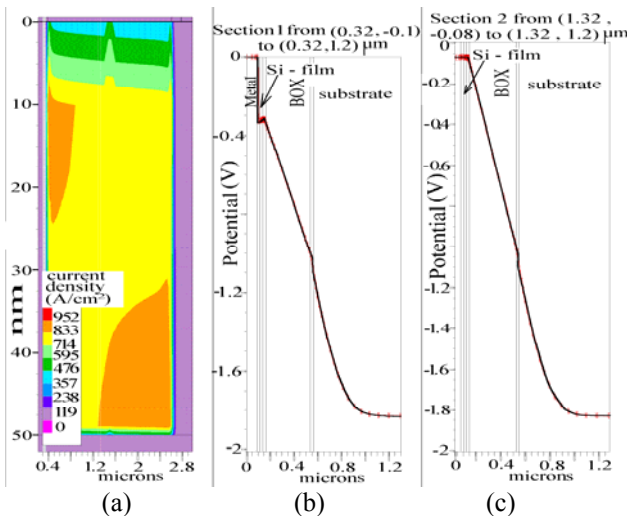 0
10
20
30
40
50
nm
current
density
(A/cm²)
952
833
714
595
476
357
238
119
0
0.4
1.2
2.8
microns
(a)
Section1 from (0.32, -0.1)
to (0.32,1.2) µm
Si - film
Metal
BOX
substrate
0
-0.4
-0.8
-1.2
-1.6
-2
Potential (V)
0
0.4
0.8
1.2
microns
(b)
Section 2 from (1.32 ,
-0.08) to (1.32, 1.2) µm
Si - film
BOX
substrate
0
-0.2
-0.4
-0.6
-0.8
-1
-1.2
-1.4
-1.6
-1.8
-2
Potential (V)
0
0.4
0.8
1.2
microns
(c)